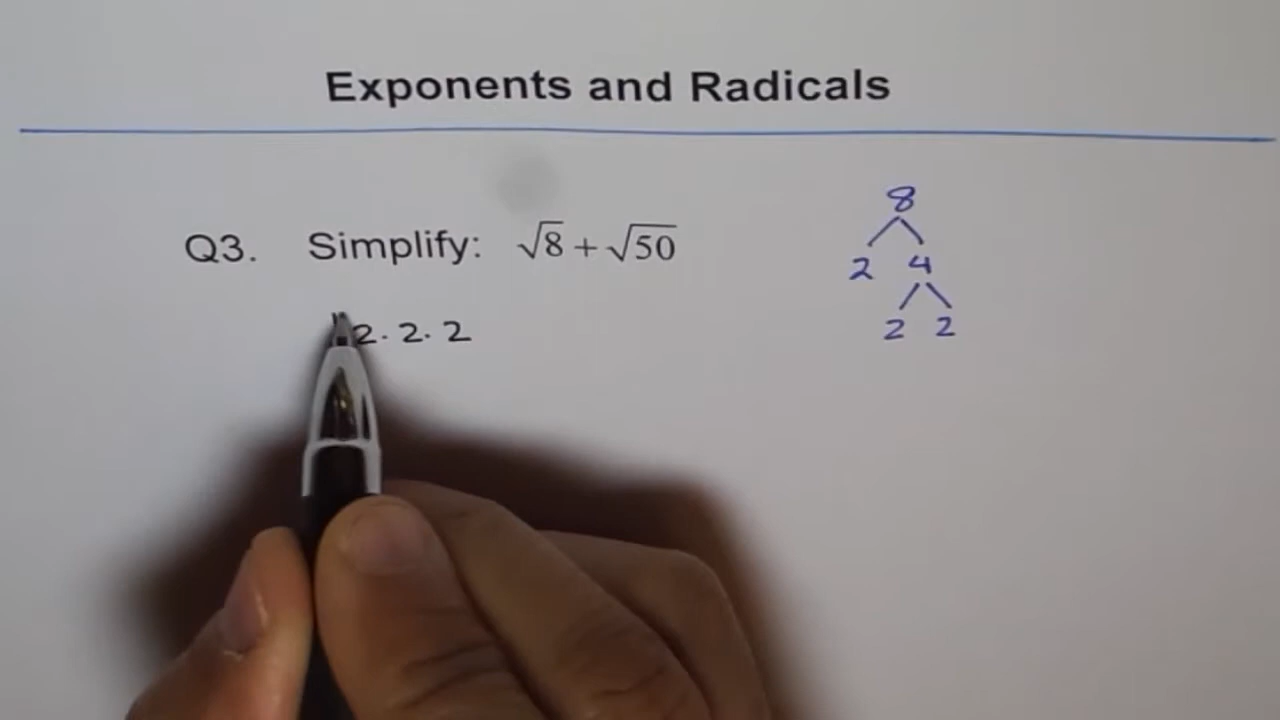 Exponents and Radicals
Q3. Simplify: √8 + √50
2 · 2 · 2
8
2 4
2 2